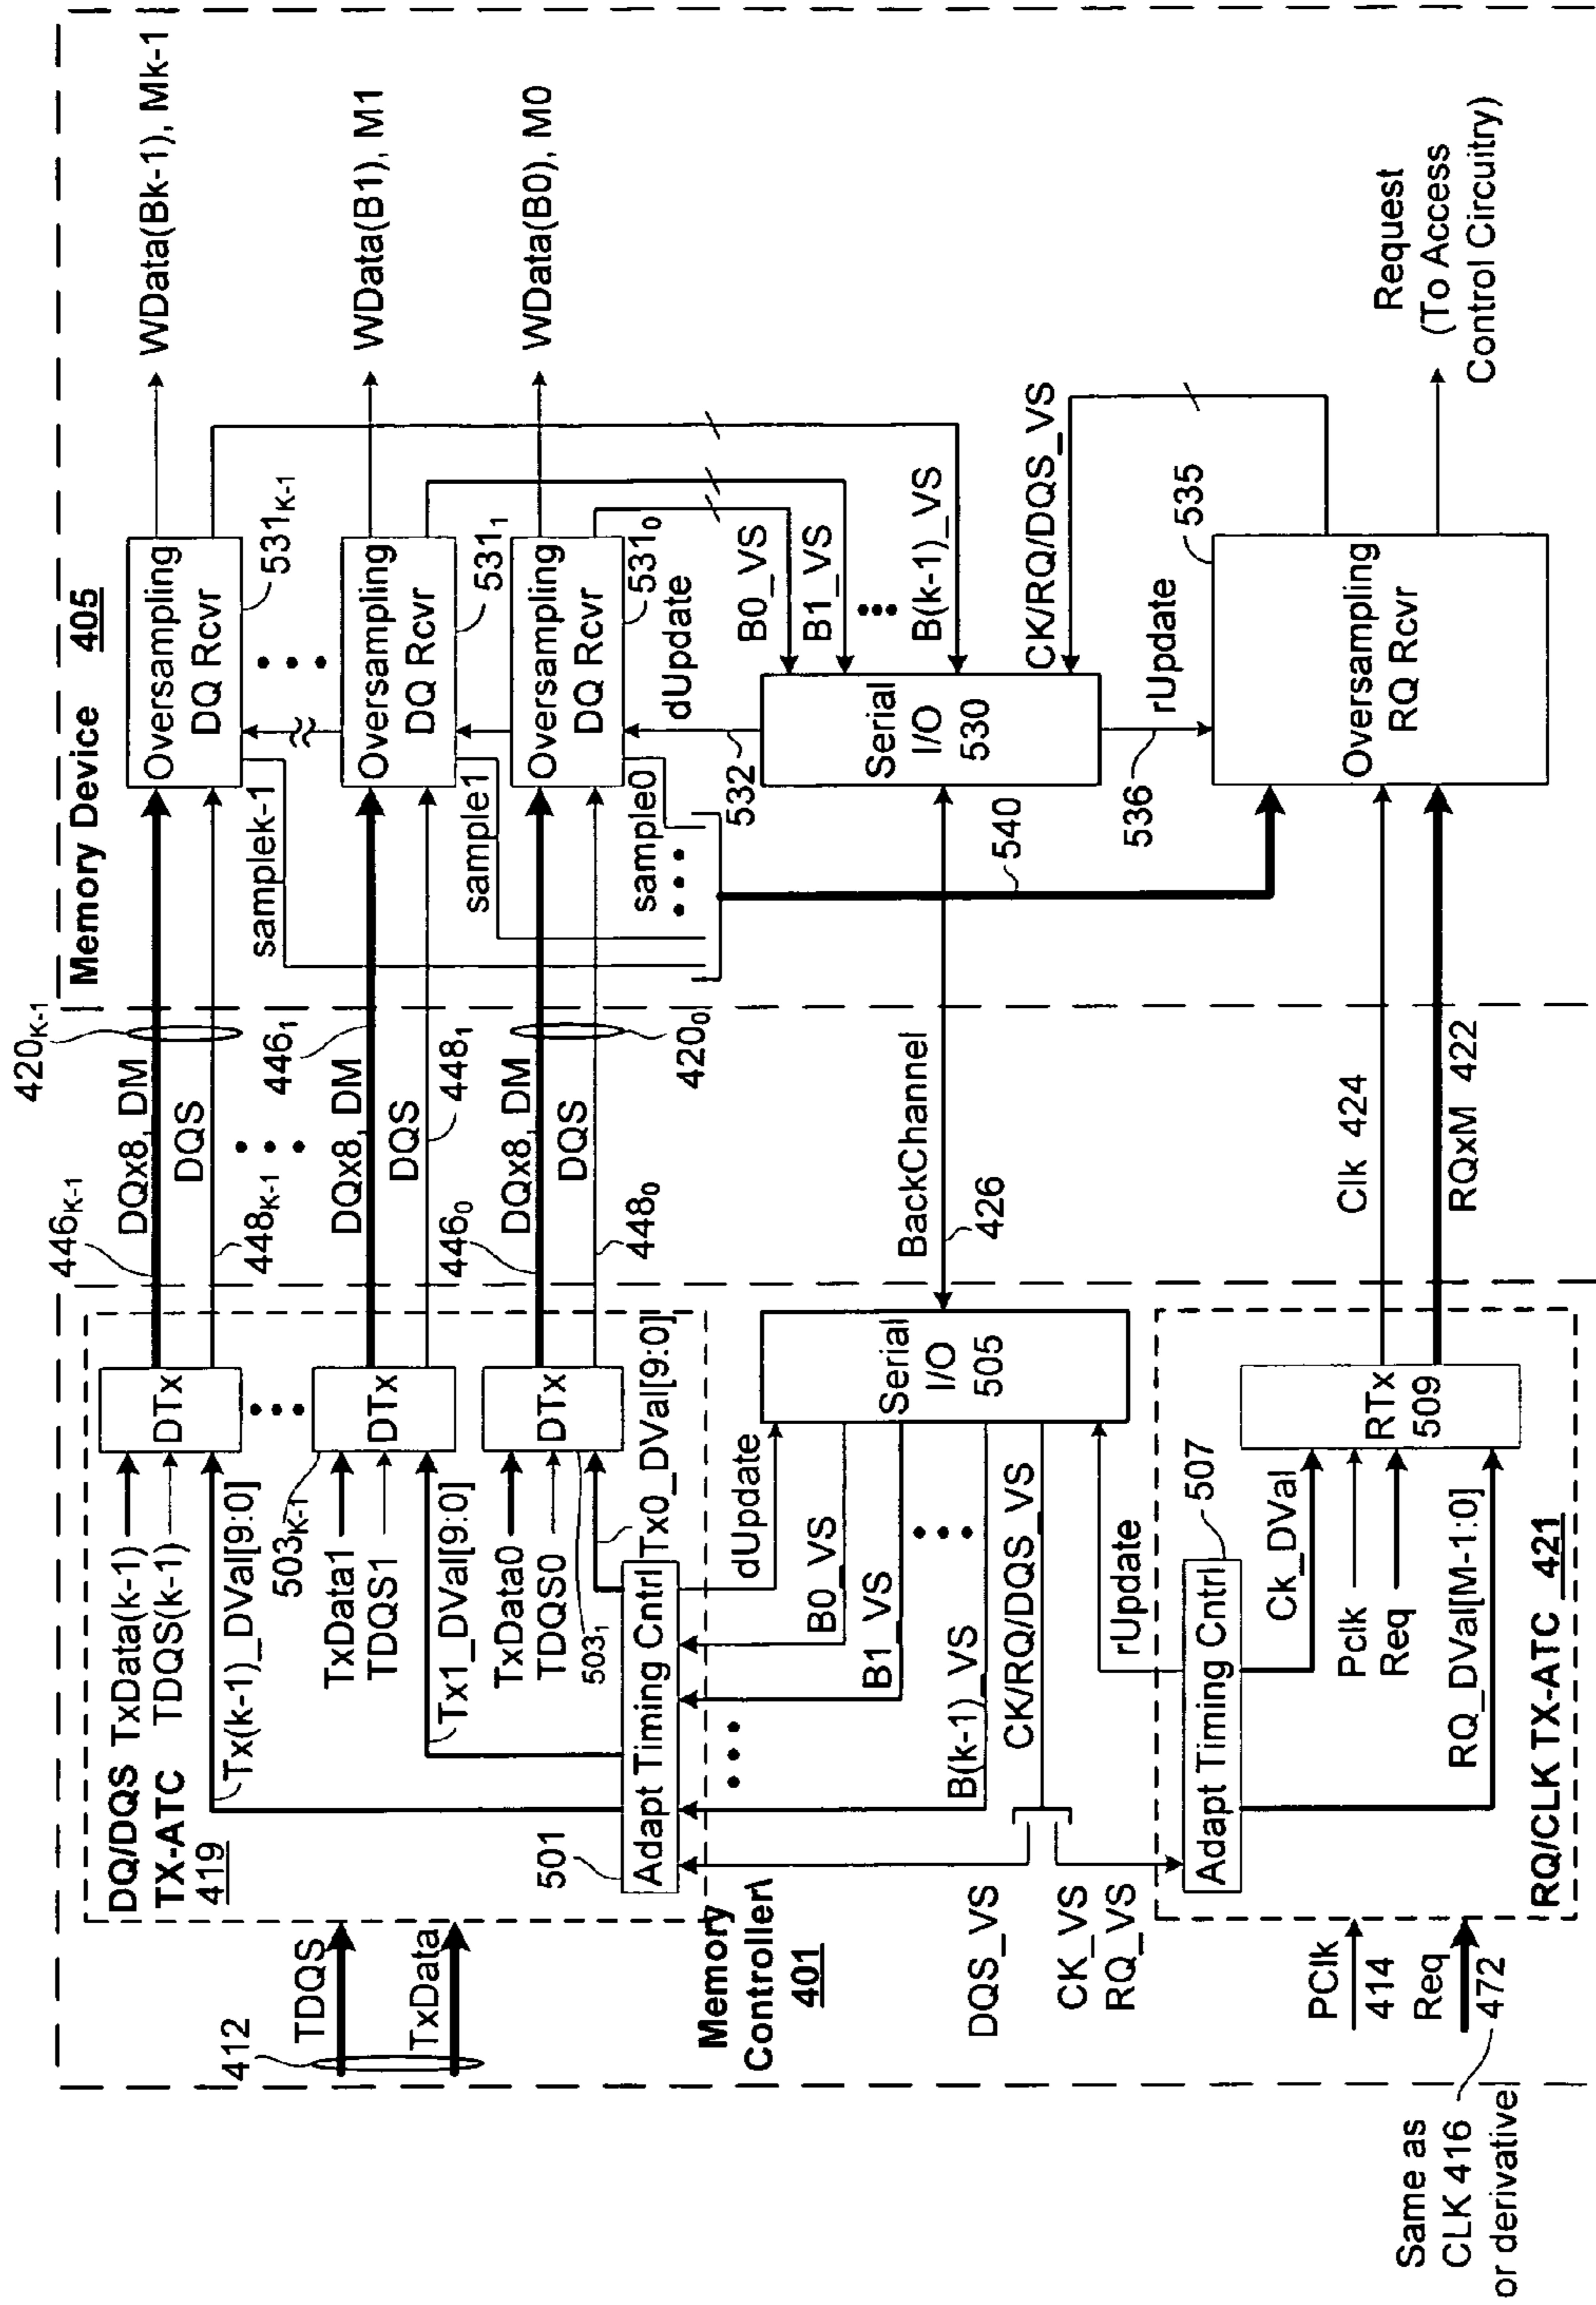 412
TDQS
TxData
DQ/DQS
TX-ATC
419
TxData(k-1)
TDQS(k-1)
Tx(k-1)_DVal[9:0]
503K-1
TxData1
TDQS1
Tx1_DVal[9:0]
TxData0
TDQS0
503₁
Tx0_DVal[9:0]
DTx
DTx
DTx
501
Adapt Timing Cntrl
Memory
Controller\
401
dUpdate
B0_VS
B1_VS
B(k-1)_VS
CK/RQ/DQS_VS
DQS_VS
CK_VS
RQ_VS
rUpdate
Serial
I/O
505
PClk
414
Req
472
Same as
CLK 416
or derivative
Adapt Timing Cntrl
507
Ck_DVal
Pclk
Req
RQ_DVal[M-1:0]
RTx
509
RQ/CLK TX-ATC 421
420K-1
446K-1
DQx8, DM
DQS
448K-1
446₁
DQx8, DM
DQS
448₁
446₀
DQx8, DM
DQS
448₀
420₀
BackChannel
426
Clk 424
RQxM 422
Memory Device 405
Oversampling
DQ Rcvr
531K-1
samplek-1
Oversampling
DQ Rcvr
531₁
sample1
Oversampling
DQ Rcvr
531₀
sample0
WData(Bk-1), Mk-1
WData(B1), M1
WData(B0), M0
dUpdate
532
B0_VS
B1_VS
B(k-1)_VS
CK/RQ/DQS_VS
Serial
I/O
530
540
536
rUpdate
535
Oversampling
RQ Rcvr
Request
(To Access
Control Circuitry)